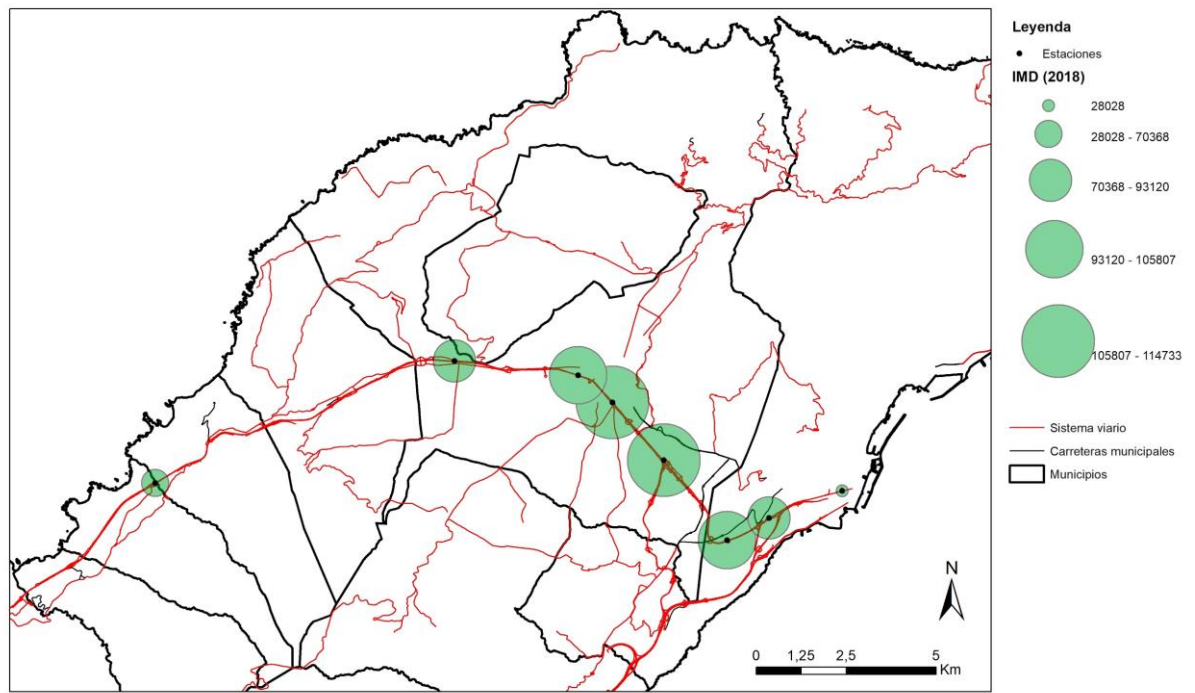 Leyenda
Estaciones
IMD (2018)
28028
28028 - 70368
70368 - 93120
93120 - 105807
105807 - 114733
Sistema viario
Carreteras municipales
Municipios
N
0 1,25 2,5 5
Km